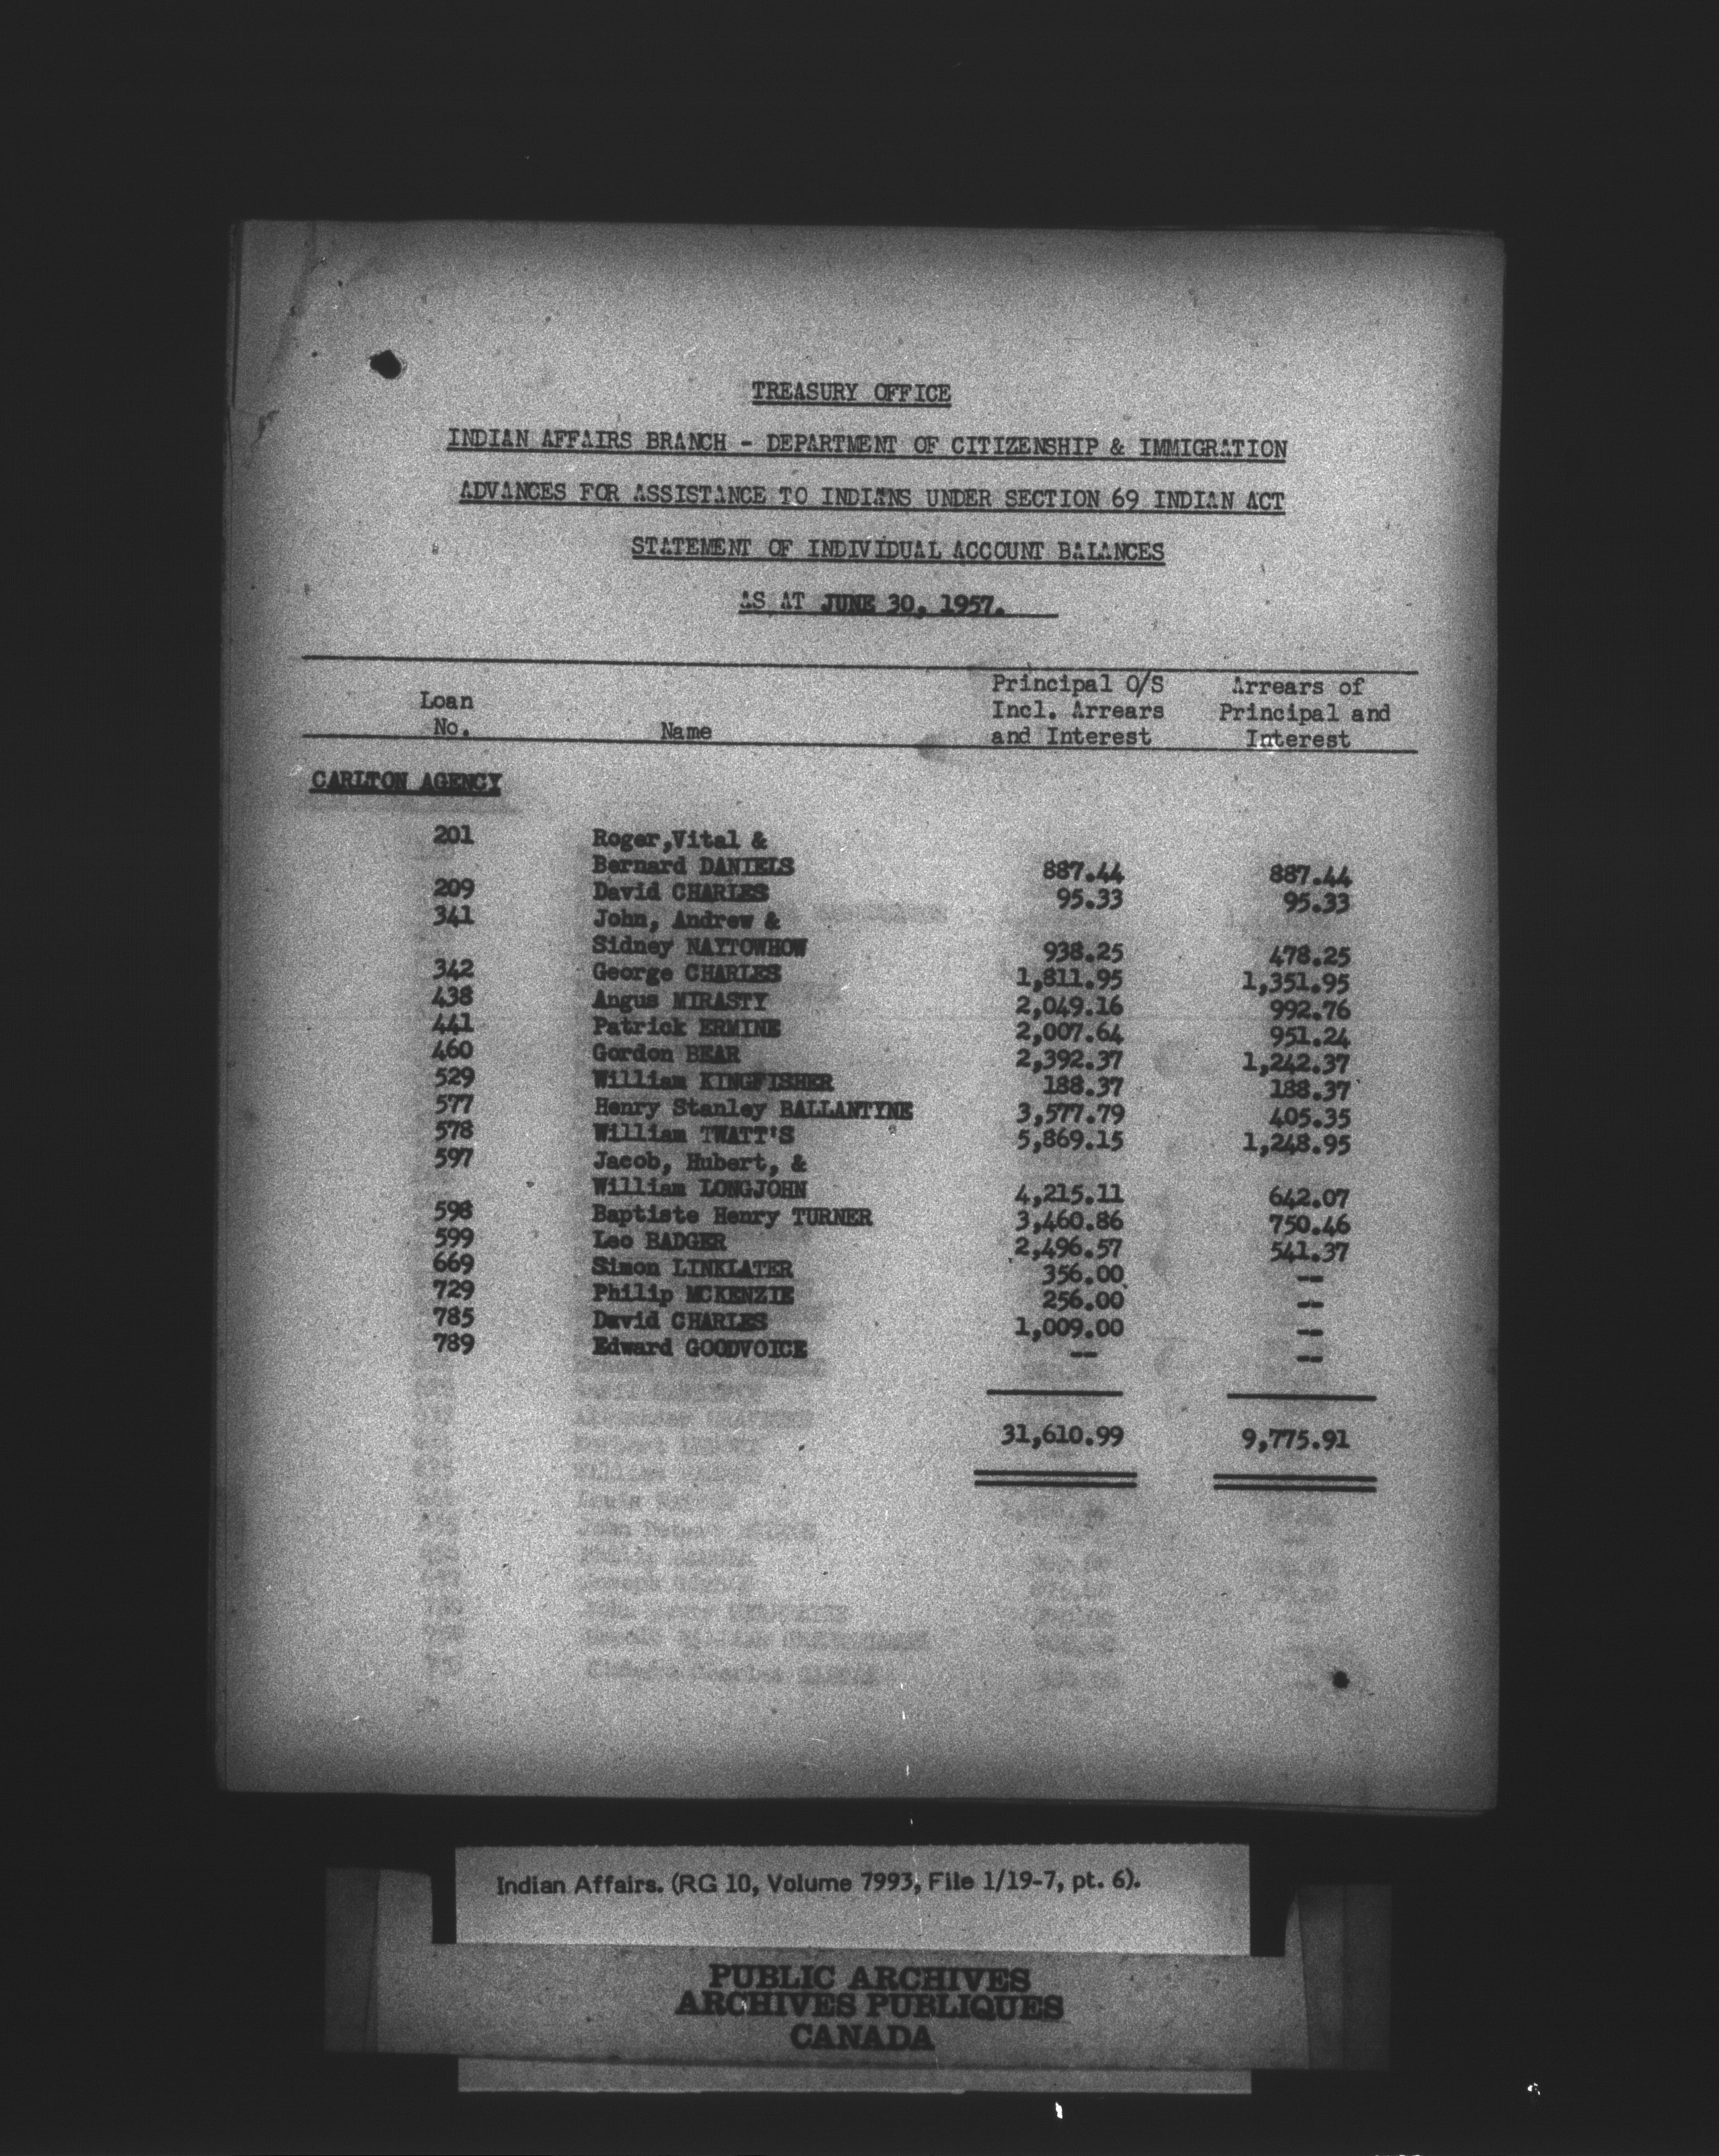 TREASURY OFFICE
INDIAN AFFAIRS BRANCH - DEPARTMENT OF CITIZENSHIP & IMMIGRATION
ADVANCES FOR ASSISTANCE TO INDIANS UNDER SECTION 69 INDIAN ACT
STATEMENT OF INDIVIDUAL ACCOUNT BALANCES
AS AT JUNE 30, 1957.
Loan No. Name Principal O/S Incl. Arrears and Interest Arrears of Principal and Interest
CARLTON AGENCY
201 Roger,Vital &
Bernard DANIELS 887.44 887.44
209 David CHARLES 95.33 95.33
341 John, Andrew &
Sidney NAYTOWHOW 938.25 478.25
342 George CHARLES 1,811.95 1,351.95
438 Angus MIRASTY 2,049.16 992.76
441 Patrick ERMINE 2,007.64 951.24
460 Gordon BEAR 2,392.37 1,242.37
529 William KINGFISHER 188.37 188.37
577 Henry Stanley BALLANTYNE 3,577.79 405.35
578 William TWATT'S 5,869.15 1,248.95
597 Jacob, Hubert, &
William LONGJOHN 4,215.11 642.07
598 Baptiste Henry TURNER 3,460.86 750.46
599 Leo BADGER 2,496.57 541.37
669 Simon LINKLATER 356.00 --
729 Philip MCKENZIE 256.00 --
785 David CHARLES 1,009.00 --
789 Edward GOODVOICE -- --
31,610.99 9,775.91
Indian Affairs. (RG 10, Volume 7993, File 1/19-7, pt. 6).
PUBLIC ARCHIVES
ARCHIVES PUBLIQUES
CANADA